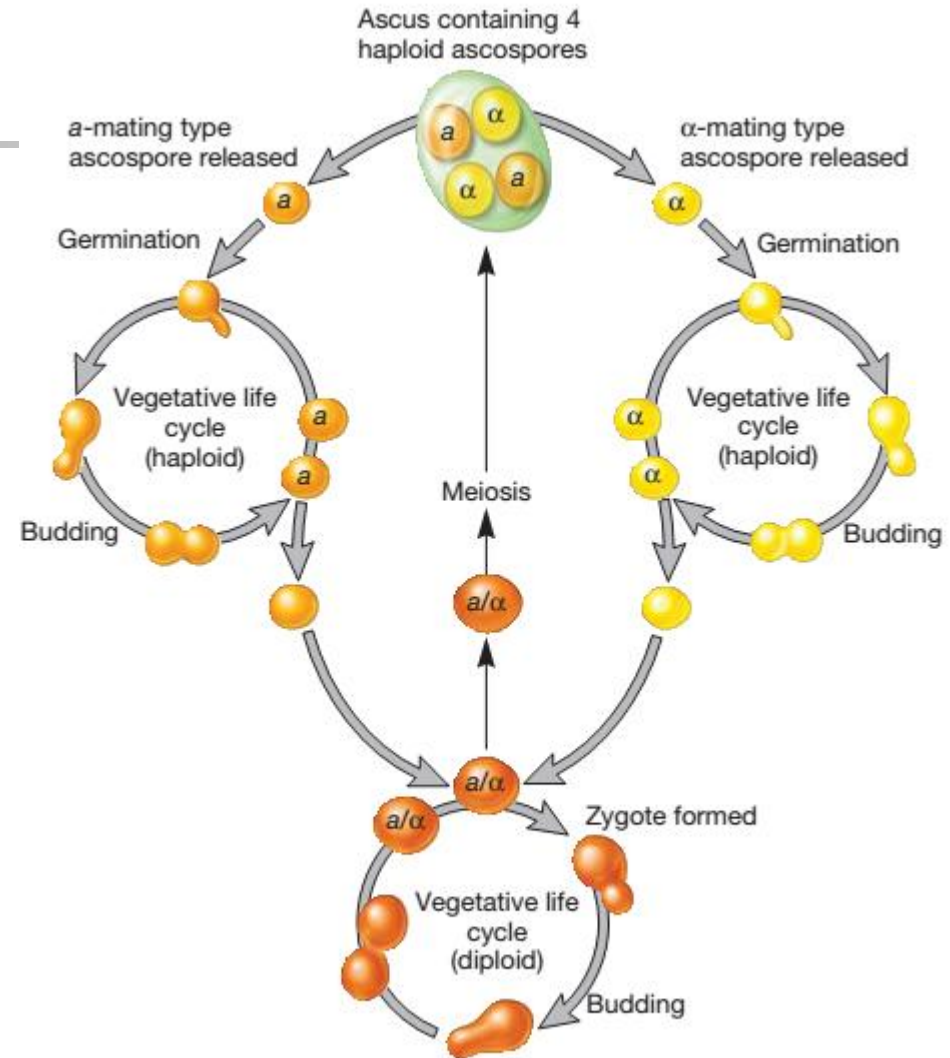 Ascus containing 4
haploid ascospores
a-mating type
ascospore released
α-mating type
ascospore released
a
α
α
a
a
α
Germination
Germination
Vegetative life
cycle
(haploid)
a
a
Budding
Vegetative life
cycle
(haploid)
α
α
Budding
Meiosis
a/α
a/α
a/α
Zygote formed
Vegetative life
cycle
(diploid)
Budding